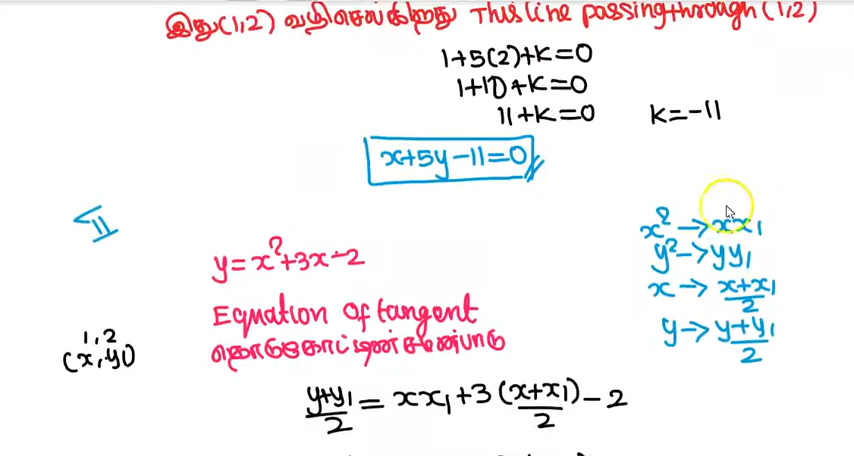 இது (1,2) வழிசெல்கிறது This line passing through (1,2)
1+5(2)+k=0
1+10+k=0
11+k=0 k=-11
x+5y-11=0
II
y=x²+3x-2
Equation of tangent
தொடுகோட்டின் சமன்பாடு
1,2
(x₁,y₁)
x² → xx₁
y² → yy₁
x → x+x₁/2
y → y+y₁/2
y+y₁/2 = xx₁+3(x+x₁)/2 -2